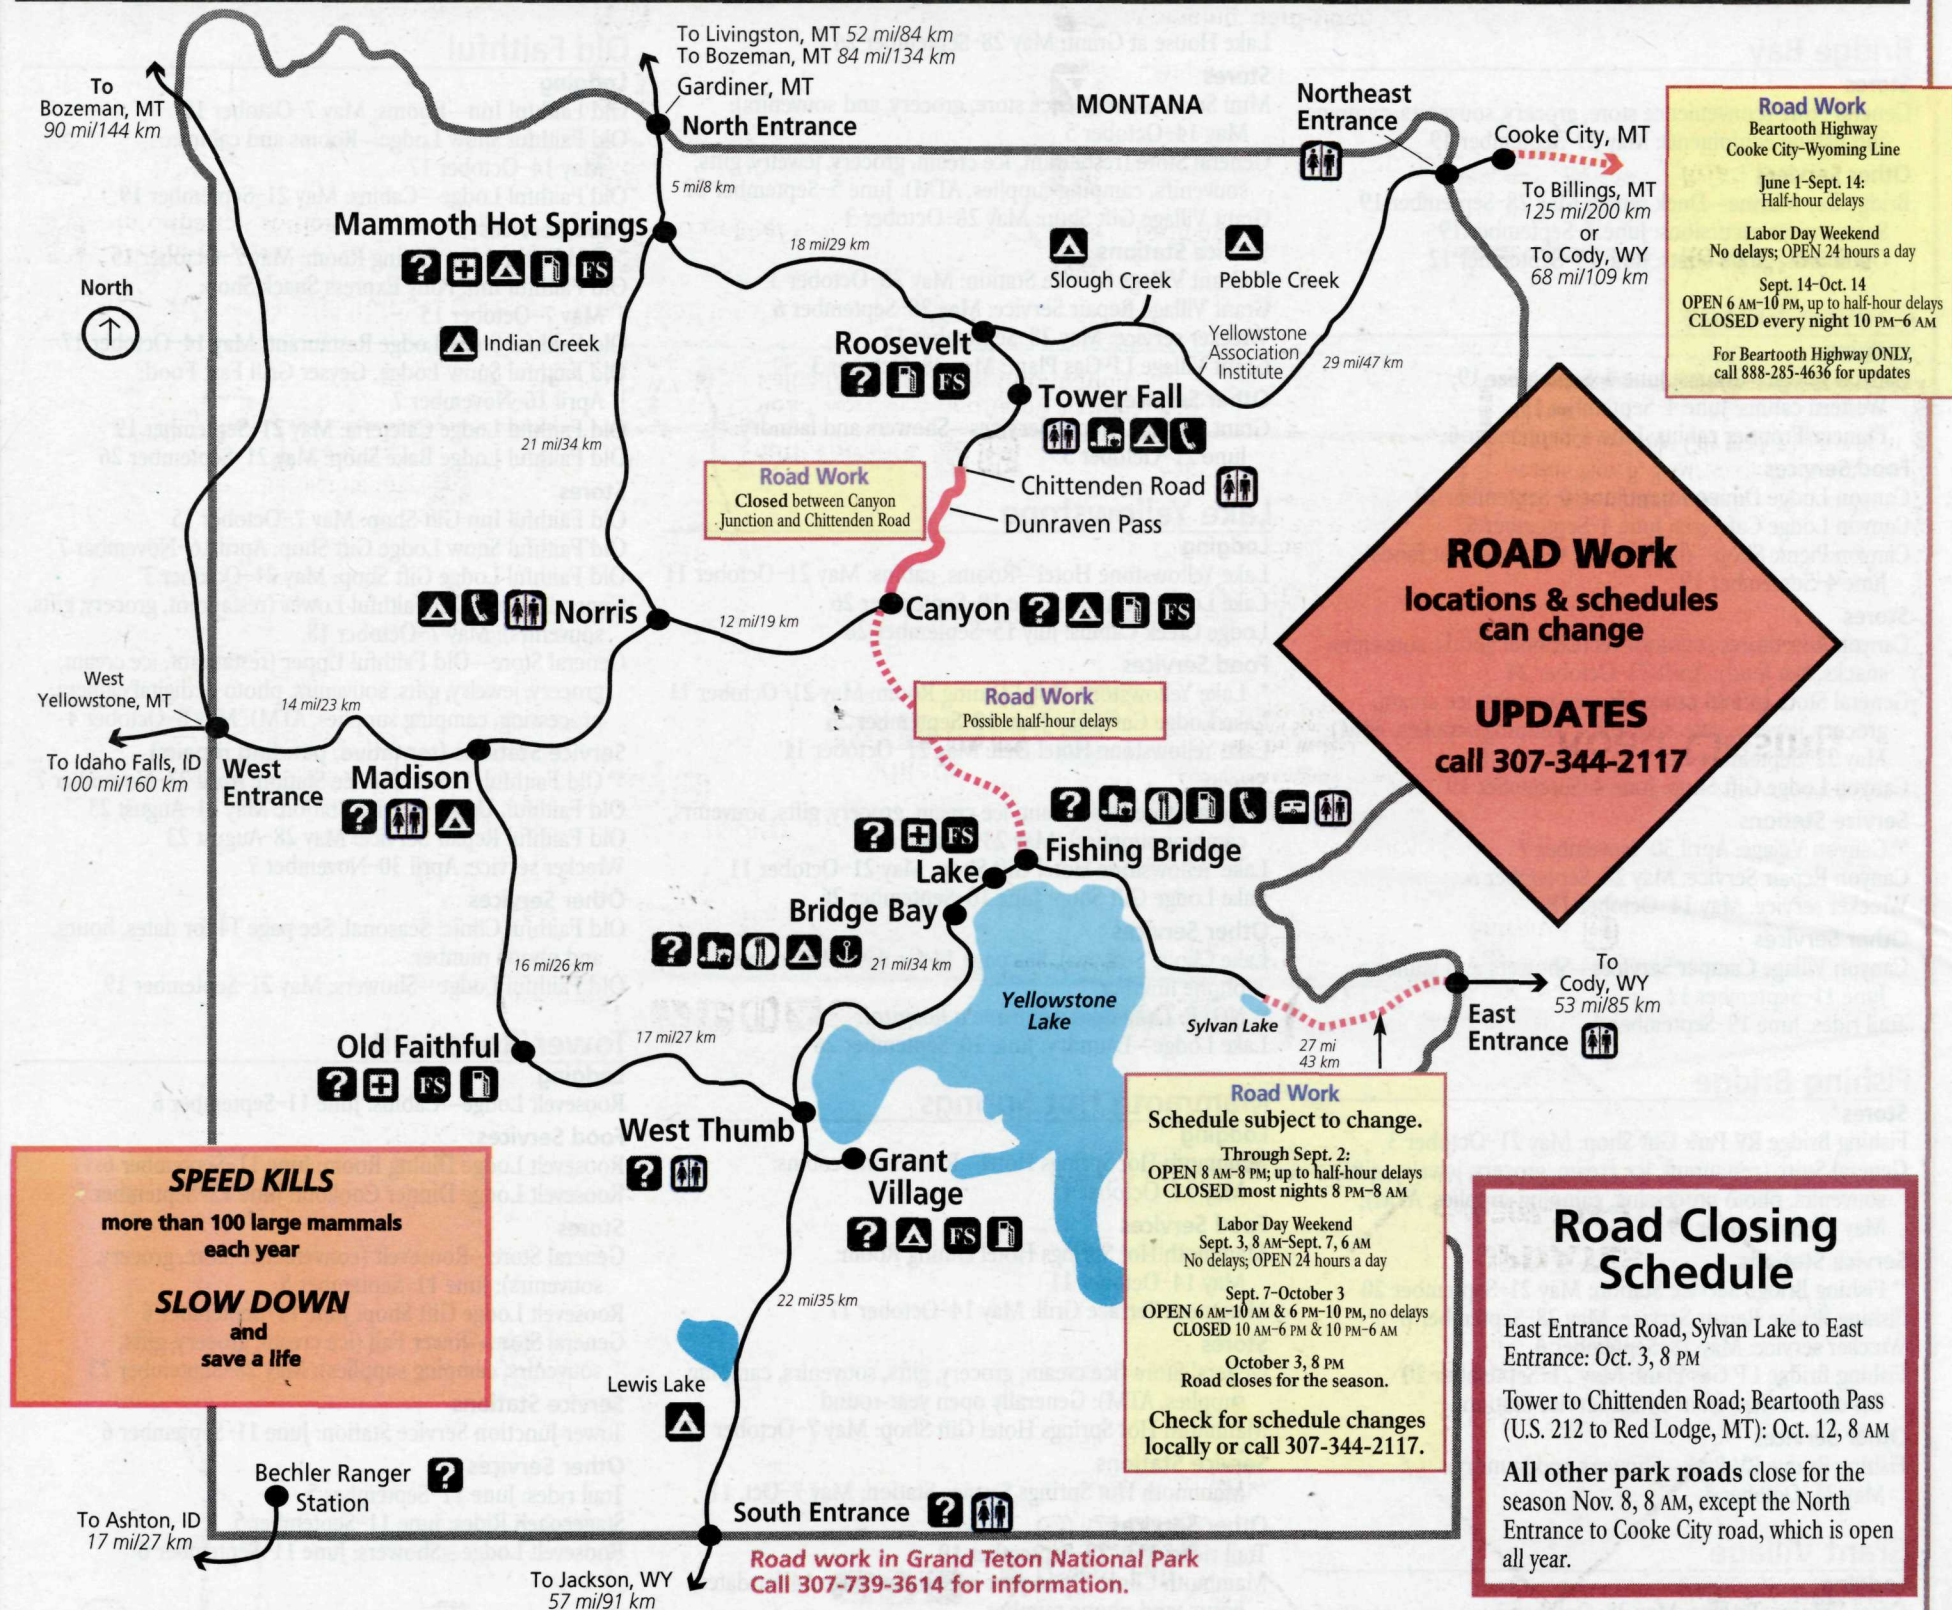 To Livingston, MT 52 mi/84 km
To Bozeman, MT 84 mi/134 km
Gardiner, MT
North Entrance
MONTANA
Northeast
Entrance
Cooke City, MT
To Billings, MT
125 mi/200 km
or
To Cody, WY
68 mi/109 km
Road Work
Beartooth Highway
Cooke City-Wyoming Line
June 1-Sept. 14:
Half-hour delays
Labor Day Weekend
No delays; OPEN 24 hours a day
Sept. 14-Oct. 14
OPEN 6 AM-10 PM, up to half-hour delays
CLOSED every night 10 PM-6 AM
For Beartooth Highway ONLY,
call 888-285-4636 for updates
To
Bozeman, MT
90 mi/144 km
North
5 mi/8 km
Mammoth Hot Springs
? FS
18 mi/29 km
Indian Creek
Slough Creek
Pebble Creek
Yellowstone
Association
Institute
29 mi/47 km
Roosevelt
? FS
Tower Fall
21 mi/34 km
Road Work
Closed between Canyon
Junction and Chittenden Road
Chittenden Road
Dunraven Pass
ROAD Work
locations & schedules
can change
UPDATES
call 307-344-2117
Norris
12 mi/19 km
Canyon ? FS
West
Yellowstone, MT
14 mi/23 km
Road Work
Possible half-hour delays
To Idaho Falls, ID
100 mi/160 km
West
Entrance
Madison
?
?
? FS
Fishing Bridge
Lake
Bridge Bay
?
21 mi/34 km
16 mi/26 km
Yellowstone
Lake
Sylvan Lake
27 mi
43 km
To
Cody, WY
53 mi/85 km
East
Entrance
Old Faithful
? FS
17 mi/27 km
West Thumb
?
Grant
Village
? FS
22 mi/35 km
Lewis Lake
SPEED KILLS
more than 100 large mammals
each year
SLOW DOWN
and
save a life
Road Work
Schedule subject to change.
Through Sept. 2:
OPEN 8 AM-8 PM; up to half-hour delays
CLOSED most nights 8 PM-8 AM
Labor Day Weekend
Sept. 3, 8 AM-Sept. 7, 6 AM
No delays; OPEN 24 hours a day
Sept. 7-October 3
OPEN 6 AM-10 AM & 6 PM-10 PM, no delays
CLOSED 10 AM-6 PM & 10 PM-6 AM
October 3, 8 PM
Road closes for the season.
Check for schedule changes
locally or call 307-344-2117.
Road Closing
Schedule
East Entrance Road, Sylvan Lake to East
Entrance: Oct. 3, 8 PM
Tower to Chittenden Road; Beartooth Pass
(U.S. 212 to Red Lodge, MT): Oct. 12, 8 AM
All other park roads close for the
season Nov. 8, 8 AM, except the North
Entrance to Cooke City road, which is open
all year.
Bechler Ranger
Station
?
To Ashton, ID
17 mi/27 km
South Entrance ?
Road work in Grand Teton National Park
Call 307-739-3614 for information.
To Jackson, WY
57 mi/91 km